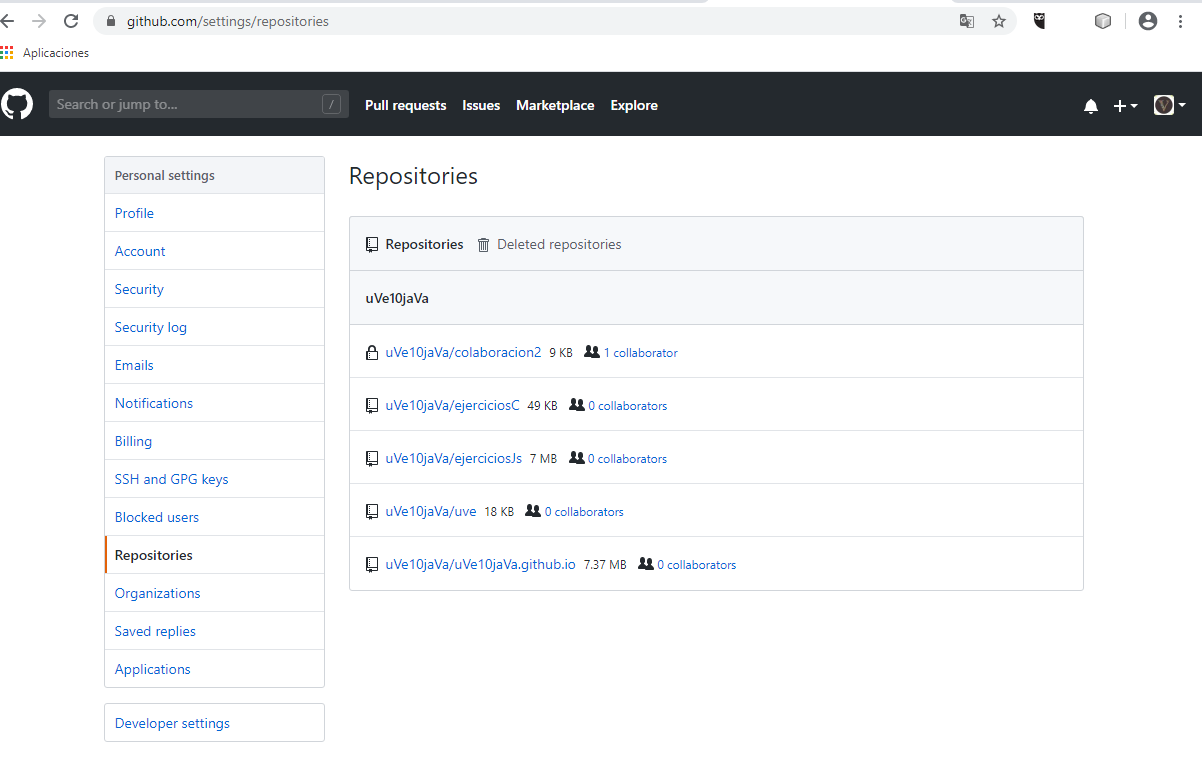 github.com/settings/repositories
Aplicaciones
Search or jump to... /
Pull requests Issues Marketplace Explore
V
Personal settings
Profile
Account
Security
Security log
Emails
Notifications
Billing
SSH and GPG keys
Blocked users
Repositories
Organizations
Saved replies
Applications
Developer settings
Repositories
Repositories Deleted repositories
uVe10jaVa
uVe10jaVa/colaboracion2 9 KB 1 collaborator
uVe10jaVa/ejerciciosC 49 KB 0 collaborators
uVe10jaVa/ejerciciosJs 7 MB 0 collaborators
uVe10jaVa/uve 18 KB 0 collaborators
uVe10jaVa/uVe10jaVa.github.io 7.37 MB 0 collaborators